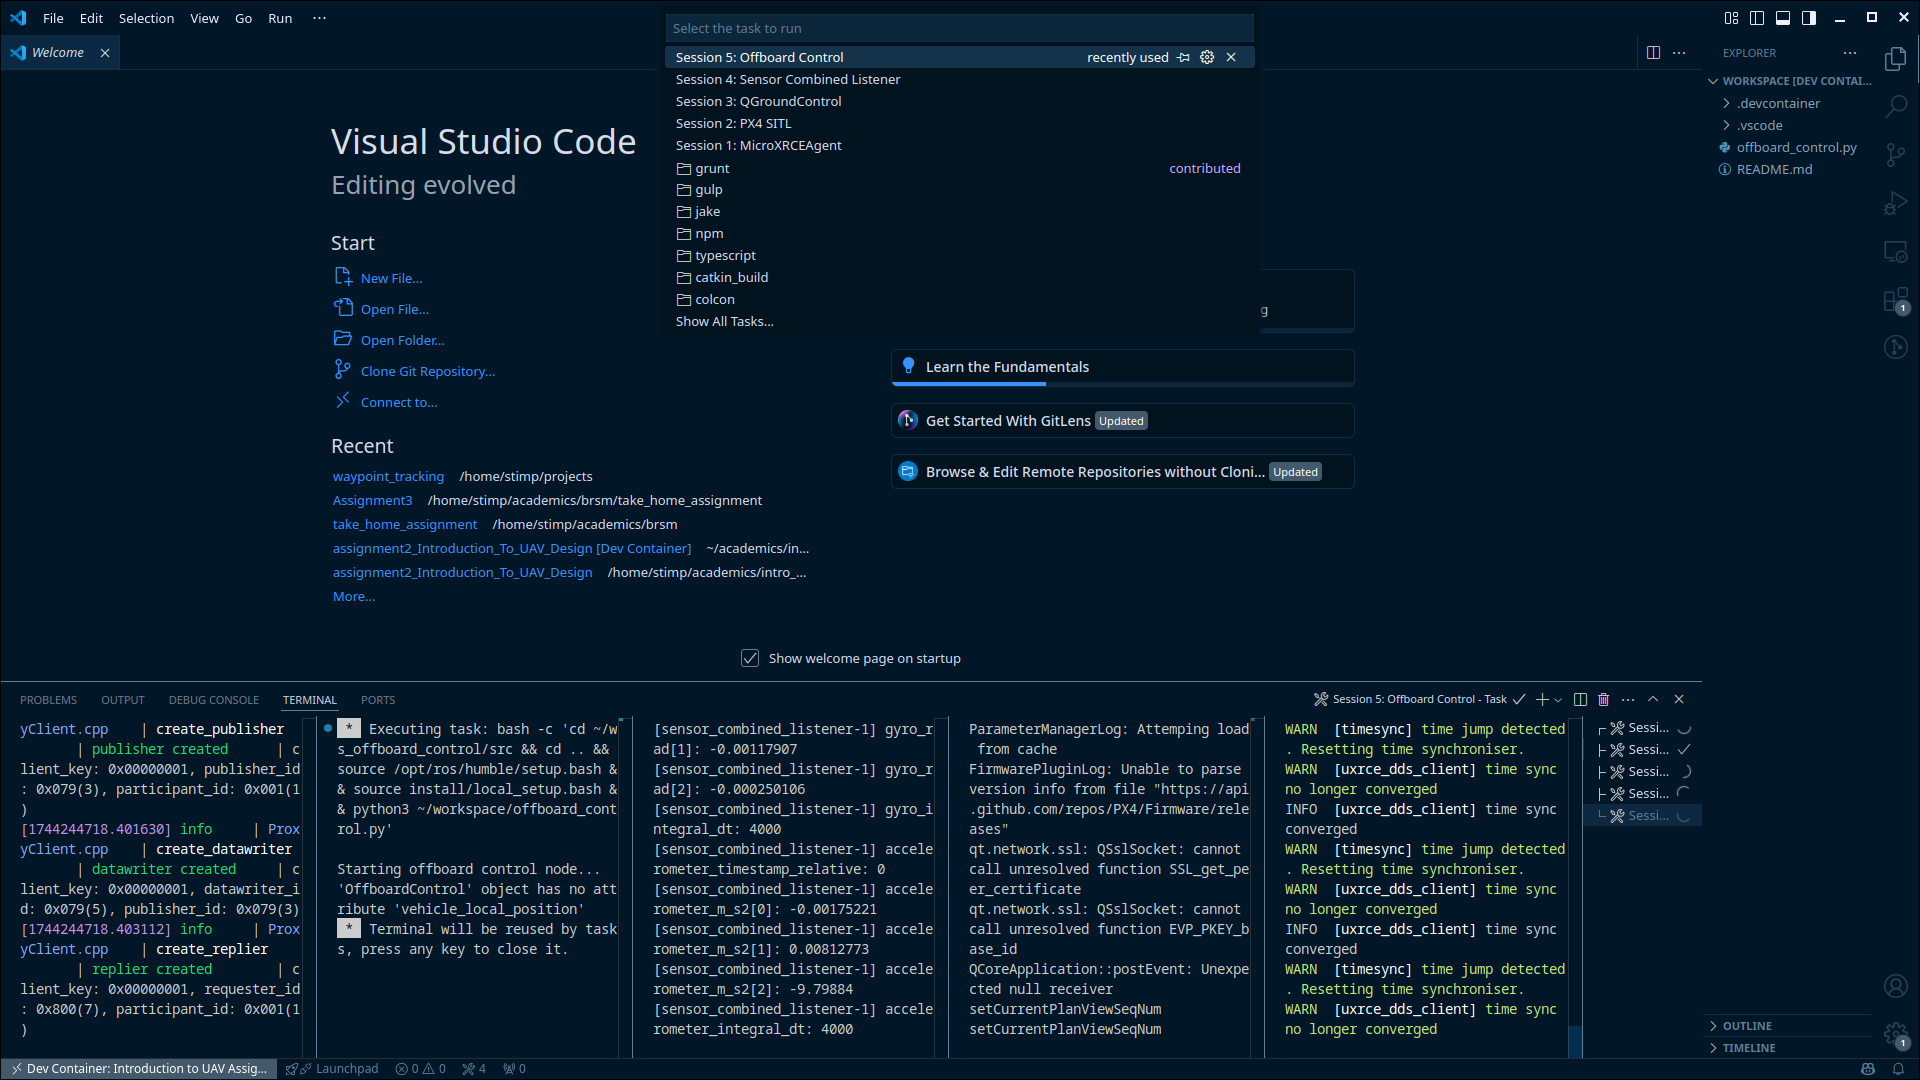 File Edit Selection View Go Run ···
Select the task to run
Session 5: Offboard Control recently used
Session 4: Sensor Combined Listener
Session 3: QGroundControl
Session 2: PX4 SITL
Session 1: MicroXRCEAgent
grunt contributed
gulp
jake
npm
typescript
catkin_build
colcon
Show All Tasks...
Welcome
Visual Studio Code
Editing evolved
Start
New File...
Open File...
Open Folder...
Clone Git Repository...
Connect to...
Recent
waypoint_tracking /home/stimp/projects
Assignment3 /home/stimp/academics/brsm/take_home_assignment
take_home_assignment /home/stimp/academics/brsm
assignment2_Introduction_To_UAV_Design [Dev Container] ~/academics/in...
assignment2_Introduction_To_UAV_Design /home/stimp/academics/intro_...
More...
g
Learn the Fundamentals
Get Started With GitLens Updated
Browse & Edit Remote Repositories without Cloni... Updated
Show welcome page on startup
EXPLORER
WORKSPACE [DEV CONTAI...
.devcontainer
.vscode
offboard_control.py
README.md
1
OUTLINE
TIMELINE
1
PROBLEMS OUTPUT DEBUG CONSOLE TERMINAL PORTS
Session 5: Offboard Control - Task
yClient.cpp | create_publisher
| publisher created | c
lient_key: 0x00000001, publisher_id
: 0x079(3), participant_id: 0x001(1
)
[1744244718.401630] info | Prox
yClient.cpp | create_datawriter
| datawriter created | c
lient_key: 0x00000001, datawriter_i
d: 0x079(5), publisher_id: 0x079(3)
[1744244718.403112] info | Prox
yClient.cpp | create_replier
| replier created | c
lient_key: 0x00000001, requester_id
: 0x800(7), participant_id: 0x001(1
)
* Executing task: bash -c 'cd ~/w
s_offboard_control/src && cd .. &&
source /opt/ros/humble/setup.bash &
& source install/local_setup.bash &
& python3 ~/workspace/offboard_cont
rol.py'
Starting offboard control node...
'OffboardControl' object has no att
ribute 'vehicle_local_position'
* Terminal will be reused by task
s, press any key to close it.
[sensor_combined_listener-1] gyro_r
ad[1]: -0.00117907
[sensor_combined_listener-1] gyro_r
ad[2]: -0.000250106
[sensor_combined_listener-1] gyro_i
ntegral_dt: 4000
[sensor_combined_listener-1] accele
rometer_timestamp_relative: 0
[sensor_combined_listener-1] accele
rometer_m_s2[0]: -0.00175221
[sensor_combined_listener-1] accele
rometer_m_s2[1]: 0.00812773
[sensor_combined_listener-1] accele
rometer_m_s2[2]: -9.79884
[sensor_combined_listener-1] accele
rometer_integral_dt: 4000
ParameterManagerLog: Attemping load
from cache
FirmwarePluginLog: Unable to parse
version info from file "https://api
.github.com/repos/PX4/Firmware/rele
ases"
qt.network.ssl: QSslSocket: cannot
call unresolved function SSL_get_pe
er_certificate
qt.network.ssl: QSslSocket: cannot
call unresolved function EVP_PKEY_b
ase_id
QCoreApplication::postEvent: Unexpe
cted null receiver
setCurrentPlanViewSeqNum
setCurrentPlanViewSeqNum
WARN [timesync] time jump detected
. Resetting time synchroniser.
WARN [uxrce_dds_client] time sync
no longer converged
INFO [uxrce_dds_client] time sync
converged
WARN [timesync] time jump detected
. Resetting time synchroniser.
WARN [uxrce_dds_client] time sync
no longer converged
INFO [uxrce_dds_client] time sync
converged
WARN [timesync] time jump detected
. Resetting time synchroniser.
WARN [uxrce_dds_client] time sync
no longer converged
Sessi...
Sessi...
Sessi...
Sessi...
Sessi...
Dev Container: Introduction to UAV Assig... Launchpad 0 0 4 0